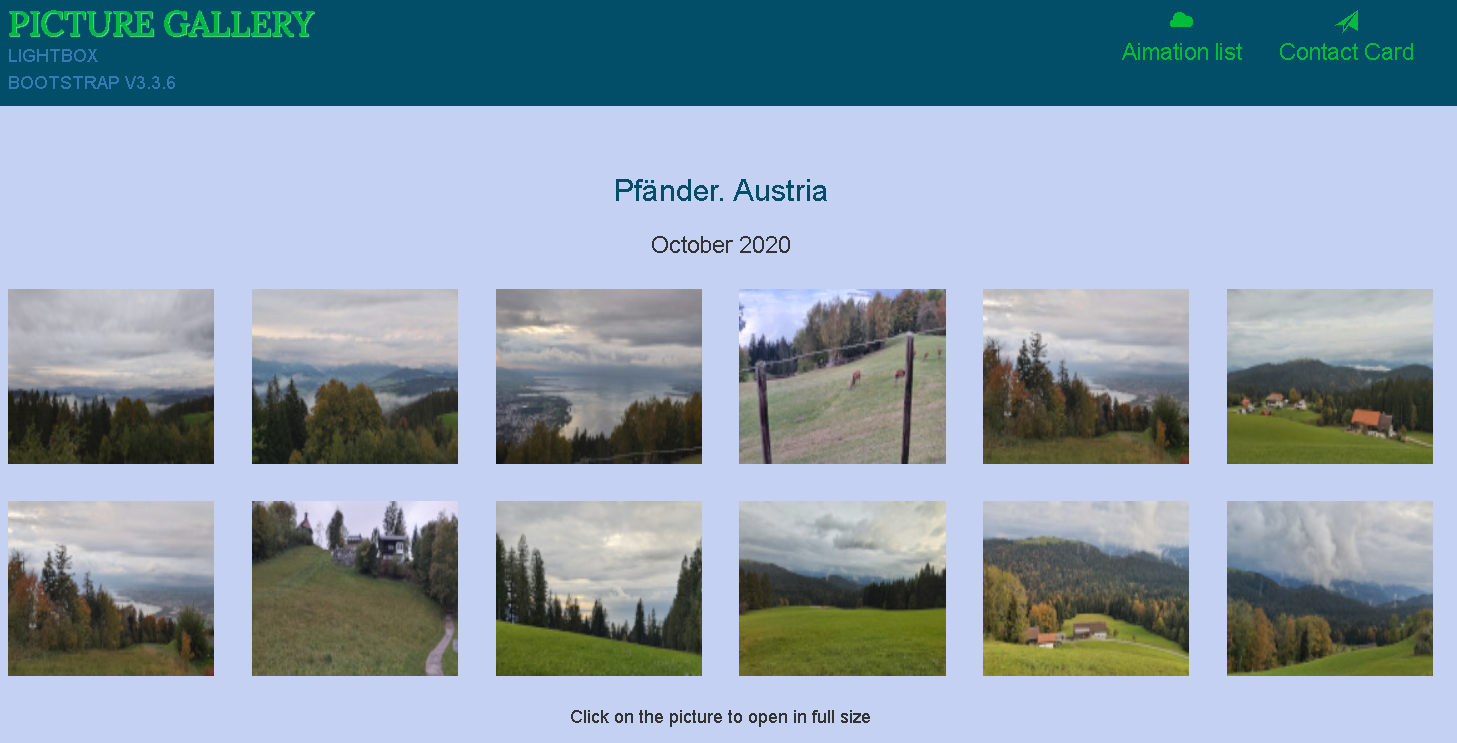 PICTURE GALLERY
LIGHTBOX
BOOTSTRAP V3.3.6
Aimation list
Contact Card
Pfänder. Austria
October 2020
Click on the picture to open in full size